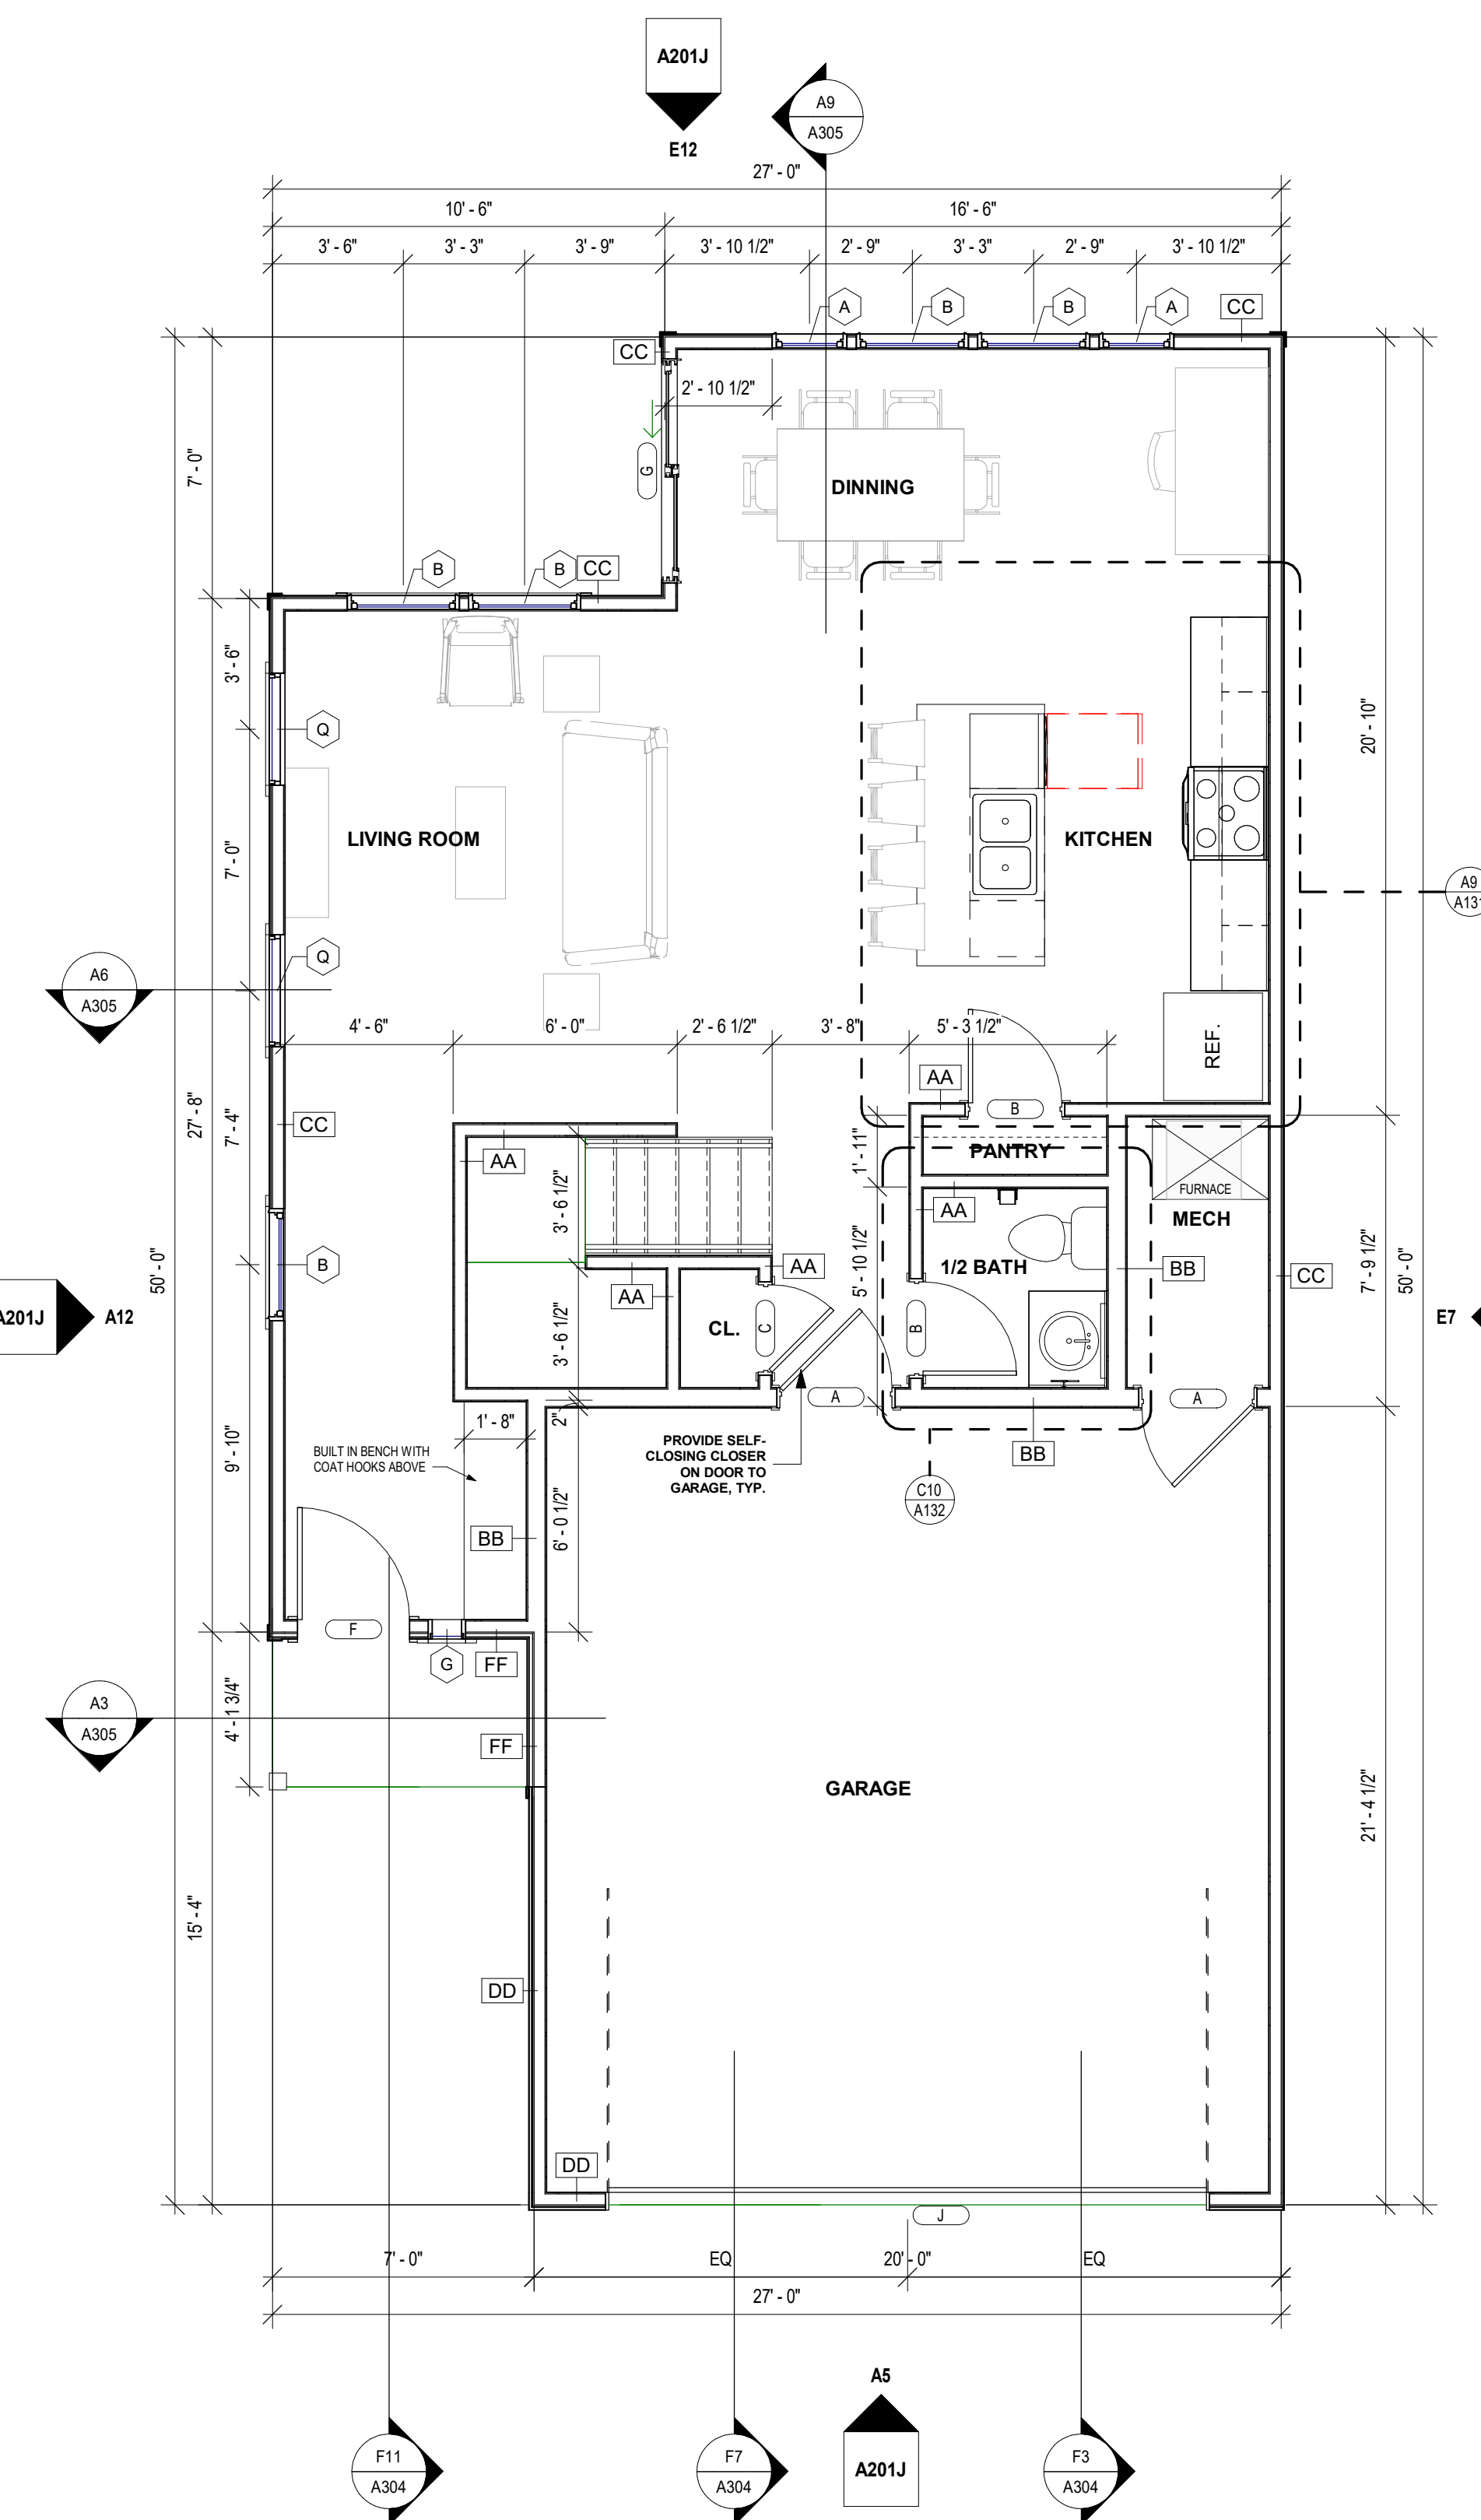 A201J
E12
A9
A305
27' - 0"
10' - 6"
16' - 6"
3' - 6"
3' - 3"
3' - 9"
3' - 10 1/2"
2' - 9"
3' - 3"
2' - 9"
3' - 10 1/2"
A
B
B
A
CC
CC
2' - 10 1/2"
7' - 0"
G
DINNING
B
B
CC
3' - 6"
Q
20' - 10"
LIVING ROOM
KITCHEN
7' - 0"
A9
A131
A6
A305
Q
4' - 6"
6' - 0"
2' - 6 1/2"
3' - 8"
5' - 3 1/2"
REF.
AA
B
27' - 8"
7' - 4"
CC
AA
1' - 11"
PANTRY
FURNACE
MECH
3' - 6 1/2"
AA
50' - 0"
B
AA
AA
5' - 10 1/2"
1/2 BATH
BB
CC
7' - 9 1/2"
50' - 0"
A201J
A12
3' - 6 1/2"
CL.
C
B
E7
A
A
2"
1' - 8"
9' - 10"
BUILT IN BENCH WITH
COAT HOOKS ABOVE
PROVIDE SELF-
CLOSING CLOSER
ON DOOR TO
GARAGE, TYP.
BB
C10
A132
BB
6' - 0 1/2"
F
G
FF
A3
A305
4' - 1 3/4"
FF
GARAGE
21' - 4 1/2"
15' - 4"
DD
DD
J
7' - 0"
EQ
20' - 0"
EQ
27' - 0"
A5
F11
A304
F7
A304
A201J
F3
A304